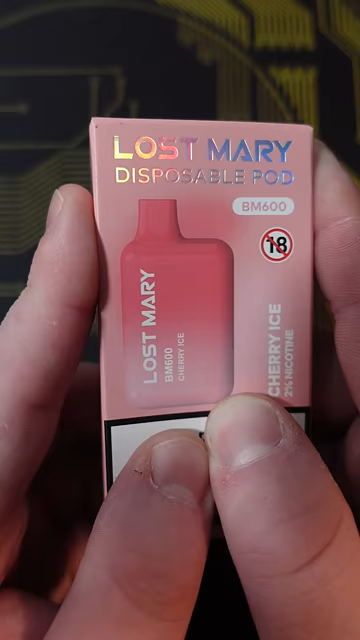 LOST MARY
DISPOSABLE POD
BM600
18
LOST MARY
BM600
CHERRY ICE
CHERRY ICE
2% NICOTINE